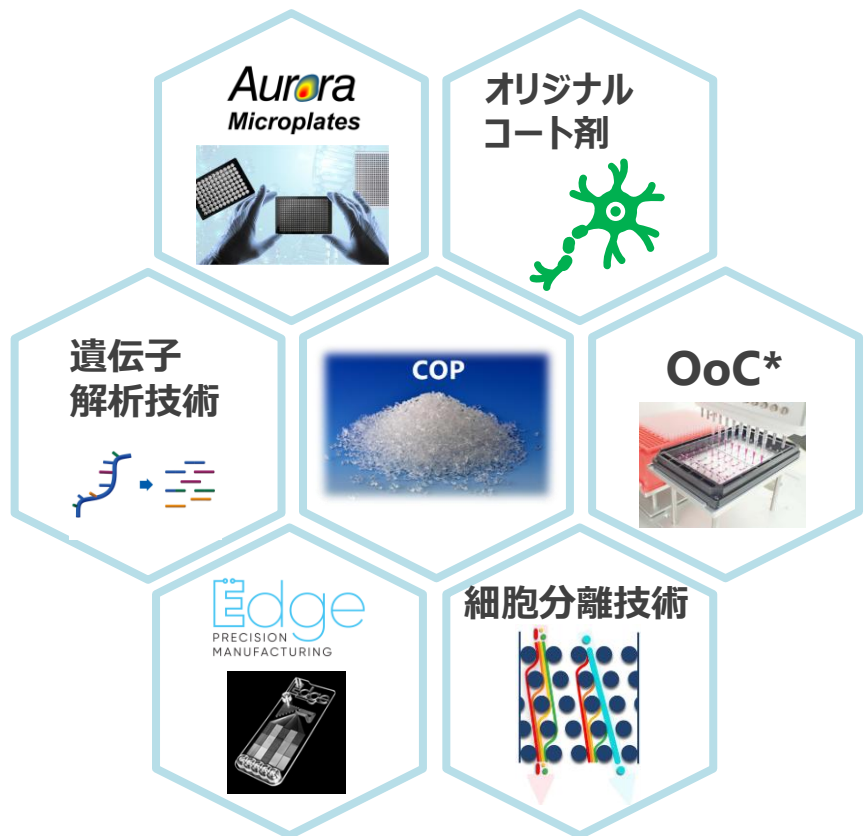 Aurora
Microplates
オリジナル
コート剤
遺伝子
解析技術
COP
OoC*
Edge
PRECISION
MANUFACTURING
Edge
細胞分離技術